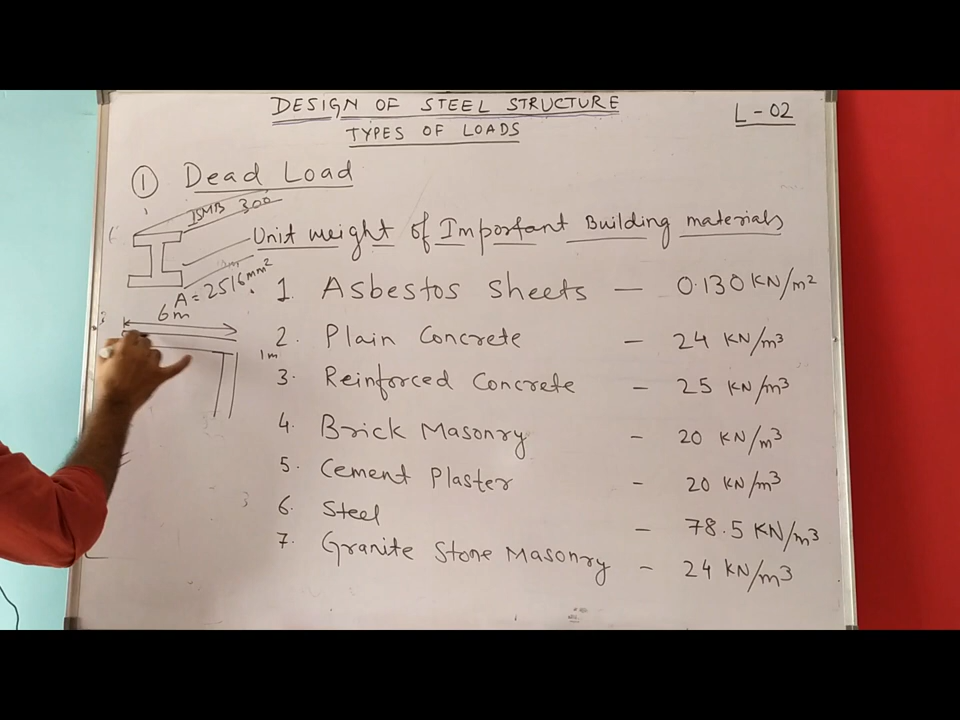 DESIGN OF STEEL STRUCTURE
L-02
TYPES OF LOADS
① Dead Load
ISMB 300
Unit weight of Important Building materials
A = 2516mm²
6m
1m
1. Asbestos Sheets — 0.130 KN/m²
2. Plain Concrete — 24 KN/m³
3. Reinforced Concrete — 25 KN/m³
4. Brick Masonry — 20 KN/m³
5. Cement Plaster — 20 KN/m³
6. Steel — 78.5 KN/m³
7. Granite Stone Masonry — 24 KN/m³